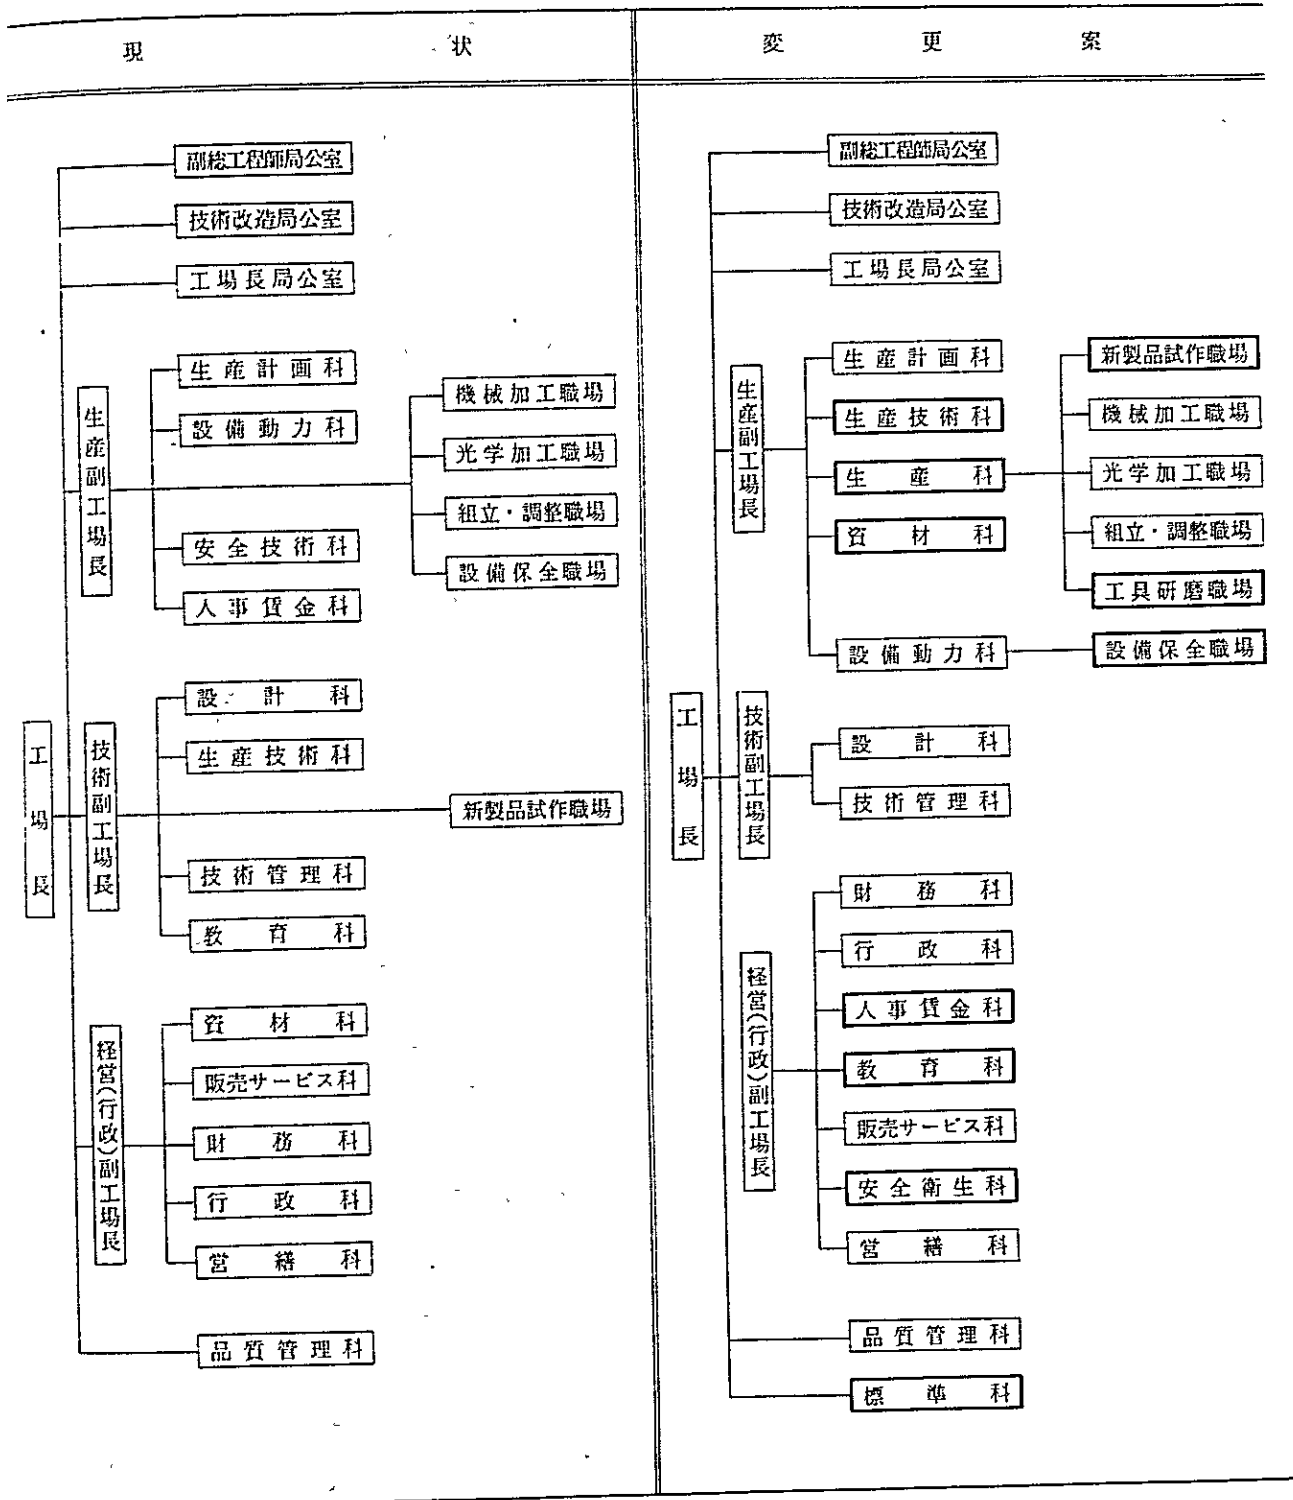 現状
副総工程師局公室
技術改造局公室
工場長局公室
生産計画科
設備動力科
生産副工場長
安全技術科
人事賃金科
機械加工職場
光学加工職場
組立・調整職場
設備保全職場
設計科
生産技術科
工場長
技術副工場長
新製品試作職場
技術管理科
教育科
資材科
販売サービス科
経営(行政)副工場長
財務科
行政科
営繕科
品質管理科
変更案
副総工程師局公室
技術改造局公室
工場長局公室
生産計画科
生産技術科
生産副工場長
生産科
資材科
設備動力科
新製品試作職場
機械加工職場
光学加工職場
組立・調整職場
工具研磨職場
設備保全職場
工場長
技術副工場長
設計科
技術管理科
財務科
行政科
人事賃金科
経営(行政)副工場長
教育科
販売サービス科
安全衛生科
営繕科
品質管理科
標準科